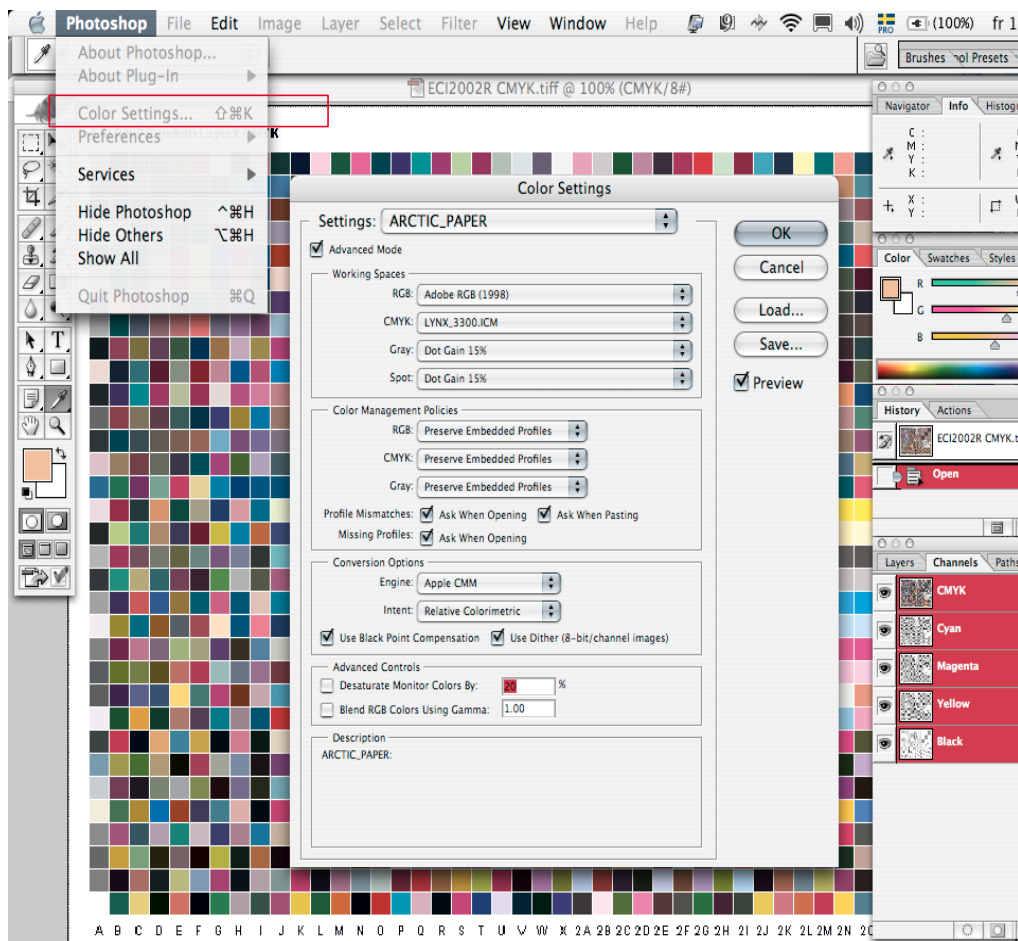 Photoshop File Edit Image Layer Select Filter View Window Help PRO (100%) fr 1
About Photoshop...
About Plug-In
Color Settings... ⇧⌘K
Preferences
Services
Hide Photoshop ^⌘H
Hide Others ⌥⌘H
Show All
Quit Photoshop ⌘Q
Brushes ool Presets
ECI2002R CMYK.tiff @ 100% (CMYK/8#)
K
Color Settings
Settings: ARCTIC_PAPER
Advanced Mode
Working Spaces
RGB: Adobe RGB (1998)
CMYK: LYNX_3300.ICM
Gray: Dot Gain 15%
Spot: Dot Gain 15%
Color Management Policies
RGB: Preserve Embedded Profiles
CMYK: Preserve Embedded Profiles
Gray: Preserve Embedded Profiles
Profile Mismatches: Ask When Opening Ask When Pasting
Missing Profiles: Ask When Opening
Conversion Options
Engine: Apple CMM
Intent: Relative Colorimetric
Use Black Point Compensation Use Dither (8-bit/channel images)
Advanced Controls
Desaturate Monitor Colors By: 20 %
Blend RGB Colors Using Gamma: 1.00
Description
ARCTIC_PAPER:
OK
Cancel
Load...
Save...
Preview
Navigator Info Histogr
C :
M :
Y :
K :
X :
Y :
Color Swatches Styles
R
G
B
History Actions
ECI2002R CMYK.t
Open
Layers Channels Paths
CMYK
Cyan
Magenta
Yellow
Black
A B C D E F G H I J K L M N O P Q R S T U V W X 2A 2B 2C 2D 2E 2F 2G 2H 2I 2J 2K 2L 2M 2N 2O